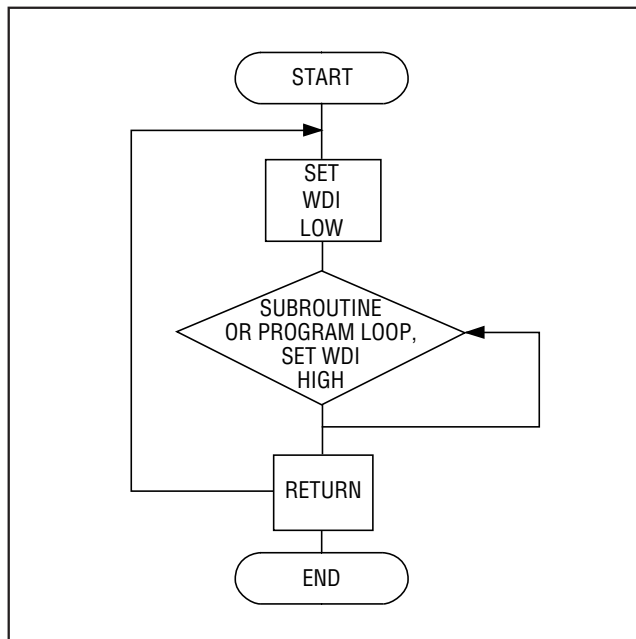 START
SET
WDI
LOW
SUBROUTINE
OR PROGRAM LOOP,
SET WDI
HIGH
RETURN
END